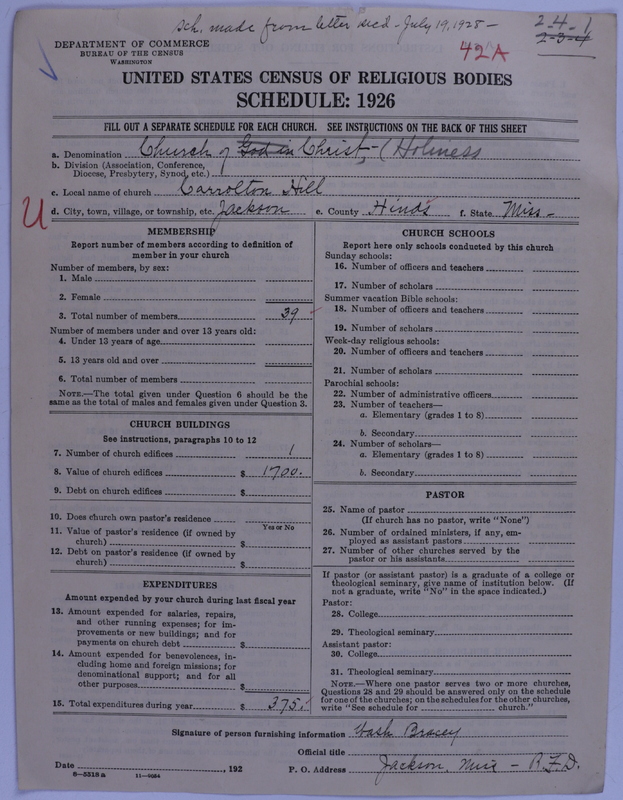 Sch. made from letter recd. - July 19, 1928 -
2-4-1
2-3-4
42A
DEPARTMENT OF COMMERCE
BUREAU OF THE CENSUS
WASHINGTON
UNITED STATES CENSUS OF RELIGIOUS BODIES
SCHEDULE: 1926
FILL OUT A SEPARATE SCHEDULE FOR EACH CHURCH. SEE INSTRUCTIONS ON THE BACK OF THIS SHEET
a. Denomination Church of God in Christ, - (Holiness
b. Division (Association, Conference,
Diocese, Presbytery, Synod, etc.)
c. Local name of church Carrolton Hill
U
d. City, town, village, or township, etc. Jackson e. County Hinds f. State Miss -
MEMBERSHIP
Report number of members according to definition of
member in your church
Number of members, by sex:
1. Male
2. Female
3. Total number of members 39
Number of members under and over 13 years old:
4. Under 13 years of age
5. 13 years old and over
6. Total number of members
NOTE.—The total given under Question 6 should be the
same as the total of males and females given under Question 3.
CHURCH BUILDINGS
See instructions, paragraphs 10 to 12
7. Number of church edifices 1
8. Value of church edifices $ 1700.
9. Debt on church edifices $
10. Does church own pastor's residence
Yes or No
11. Value of pastor's residence (if owned by
church) $
12. Debt on pastor's residence (if owned by
church) $
EXPENDITURES
Amount expended by your church during last fiscal year
13. Amount expended for salaries, repairs,
and other running expenses; for im-
provements or new buildings; and for
payments on church debt $
14. Amount expended for benevolences, in-
cluding home and foreign missions; for
denominational support; and for all
other purposes $
15. Total expenditures during year $ 375.
CHURCH SCHOOLS
Report here only schools conducted by this church
Sunday schools:
16. Number of officers and teachers
17. Number of scholars
Summer vacation Bible schools:
18. Number of officers and teachers
19. Number of scholars
Week-day religious schools:
20. Number of officers and teachers
21. Number of scholars
Parochial schools:
22. Number of administrative officers
23. Number of teachers—
a. Elementary (grades 1 to 8)
b. Secondary
24. Number of scholars—
a. Elementary (grades 1 to 8)
b. Secondary
PASTOR
25. Name of pastor
(If church has no pastor, write "None")
26. Number of ordained ministers, if any, em-
ployed as assistant pastors
27. Number of other churches served by the
pastor or his assistants
If pastor (or assistant pastor) is a graduate of a college or
theological seminary, give name of institution below. (If
not a graduate, write "No" in the space indicated.)
Pastor:
28. College
29. Theological seminary
Assistant pastor:
30. College
31. Theological seminary
NOTE.—Where one pastor serves two or more churches,
Questions 28 and 29 should be answered only on the schedule
for one of the churches; on the schedules for the other churches,
write "See schedule for church."
Signature of person furnishing information Wash Bracey
Official title
Date , 192 P. O. Address Jackson, Miss - R.F.D.
8—5518 a 11—9054